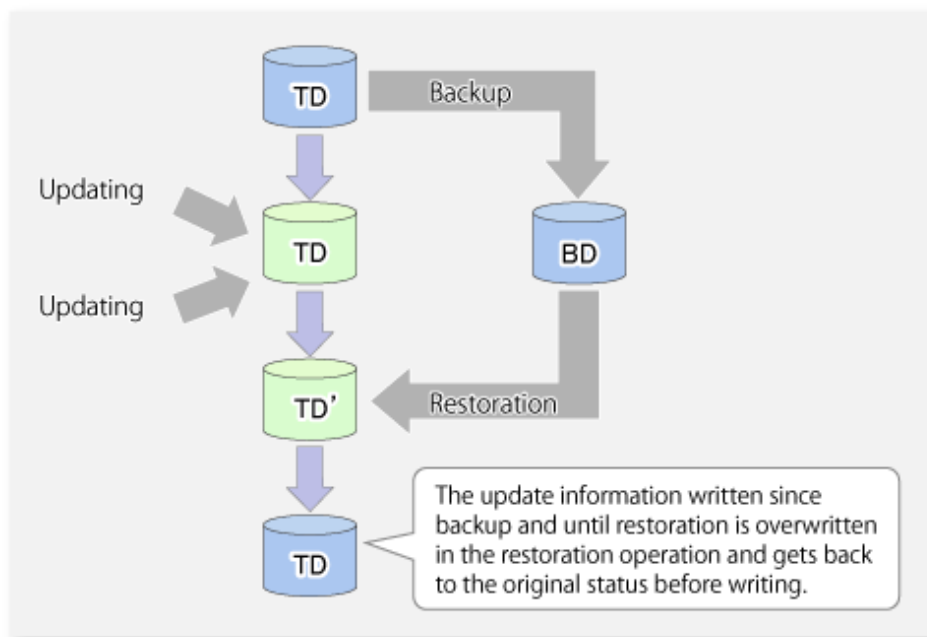 TD
Backup
Updating
TD
BD
Updating
TD'
Restoration
The update information written since
backup and until restoration is overwritten
in the restoration operation and gets back
to the original status before writing.
TD